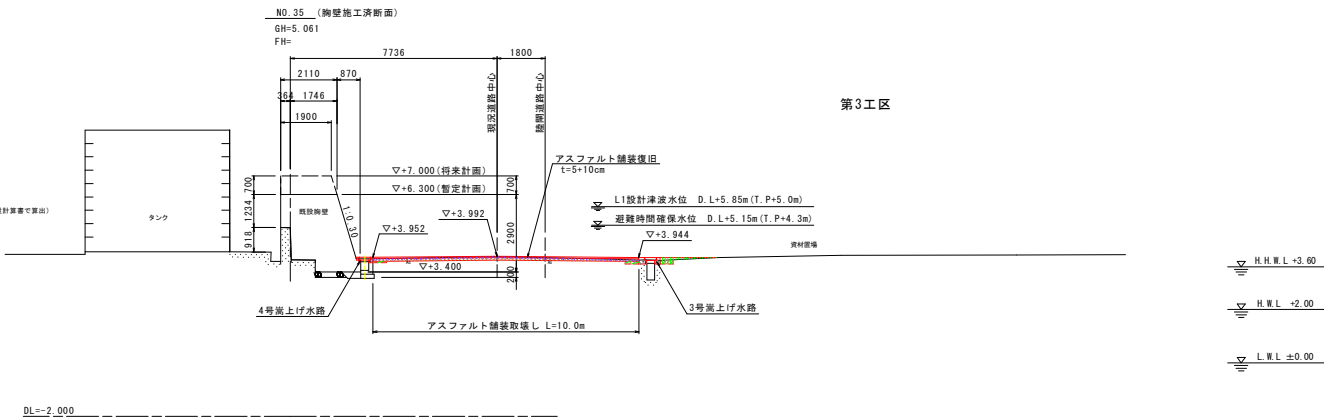 NO.35 (胸壁施工済断面)
GH=5.061
FH=
7736
1800
2110
870
364
1746
1900
現況道路中心
陸閘道路中心
第3工区
アスファルト舗装復旧
t=5+10cm
▽+7.000(将来計画)
700
700
▽+6.300(暫定計画)
L1設計津波水位 D.L+5.85m(T.P+5.0m)
計算書で算出)
タンク
1234
既設胸壁
1:0.30
2900
避難時間確保水位 D.L+5.15m(T.P+4.3m)
▽+3.992
▽+3.952
▽+3.944
918
資材置場
▽+3.400
200
H.H.W.L +3.60
4号嵩上げ水路
3号嵩上げ水路
H.W.L +2.00
アスファルト舗装取壊し L=10.0m
L.W.L ±0.00
DL=-2.000